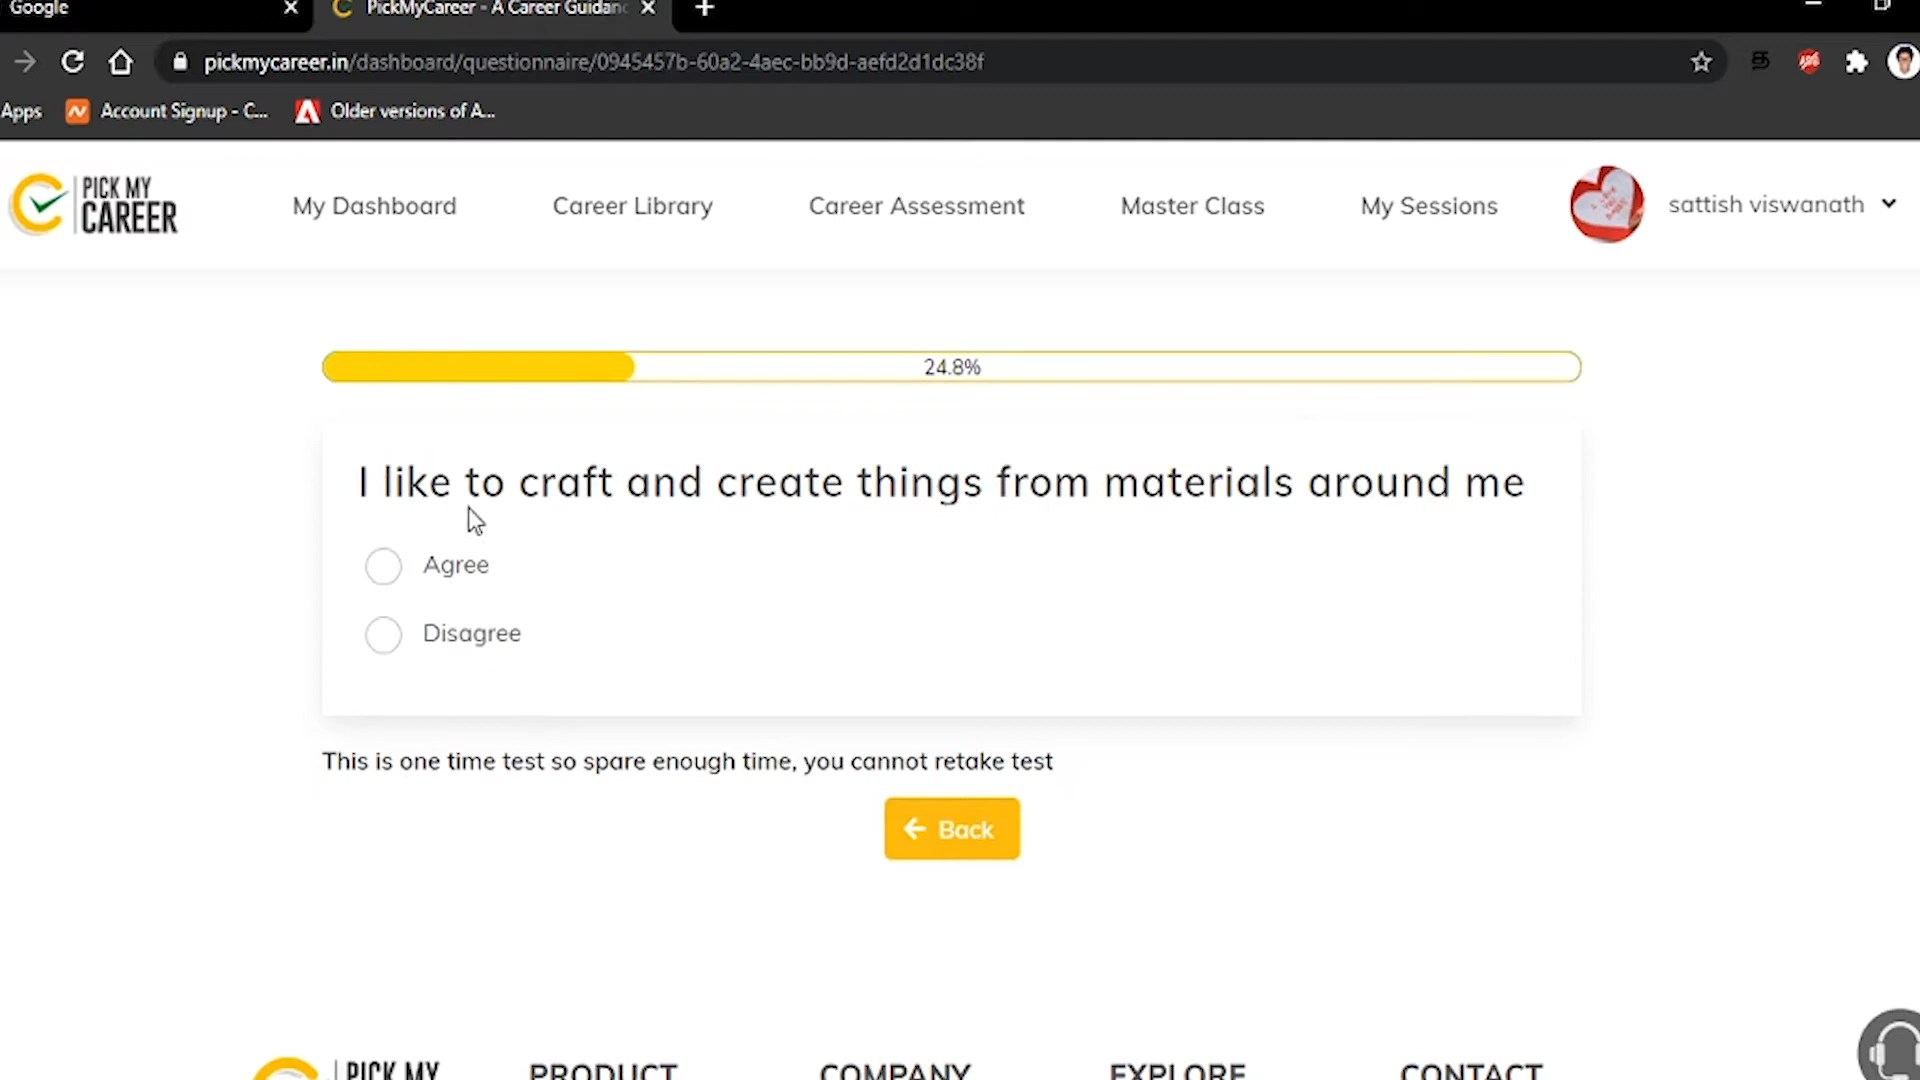 Google
PickMyCareer - A Career Guidanc
pickmycareer.in/dashboard/questionnaire/0945457b-60a2-4aec-bb9d-aefd2d1dc38f
Apps
Account Signup - C...
Older versions of A...
PICK MY
CAREER
My Dashboard
Career Library
Career Assessment
Master Class
My Sessions
sattish viswanath
24.8%
I like to craft and create things from materials around me
Agree
Disagree
This is one time test so spare enough time, you cannot retake test
Back
PICK MY
PRODUCT
COMPANY
EXPLORE
CONTACT